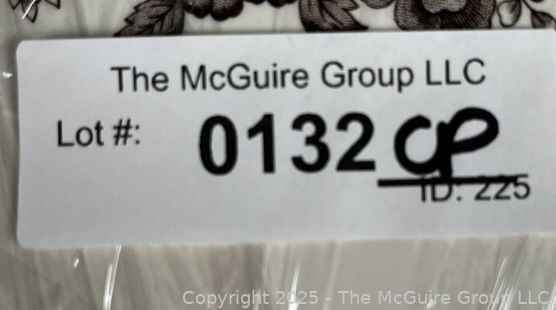 The McGuire Group LLC
Lot #: 0132 CP
ID: 225
Copyright 2025 - The McGuire Group LLC